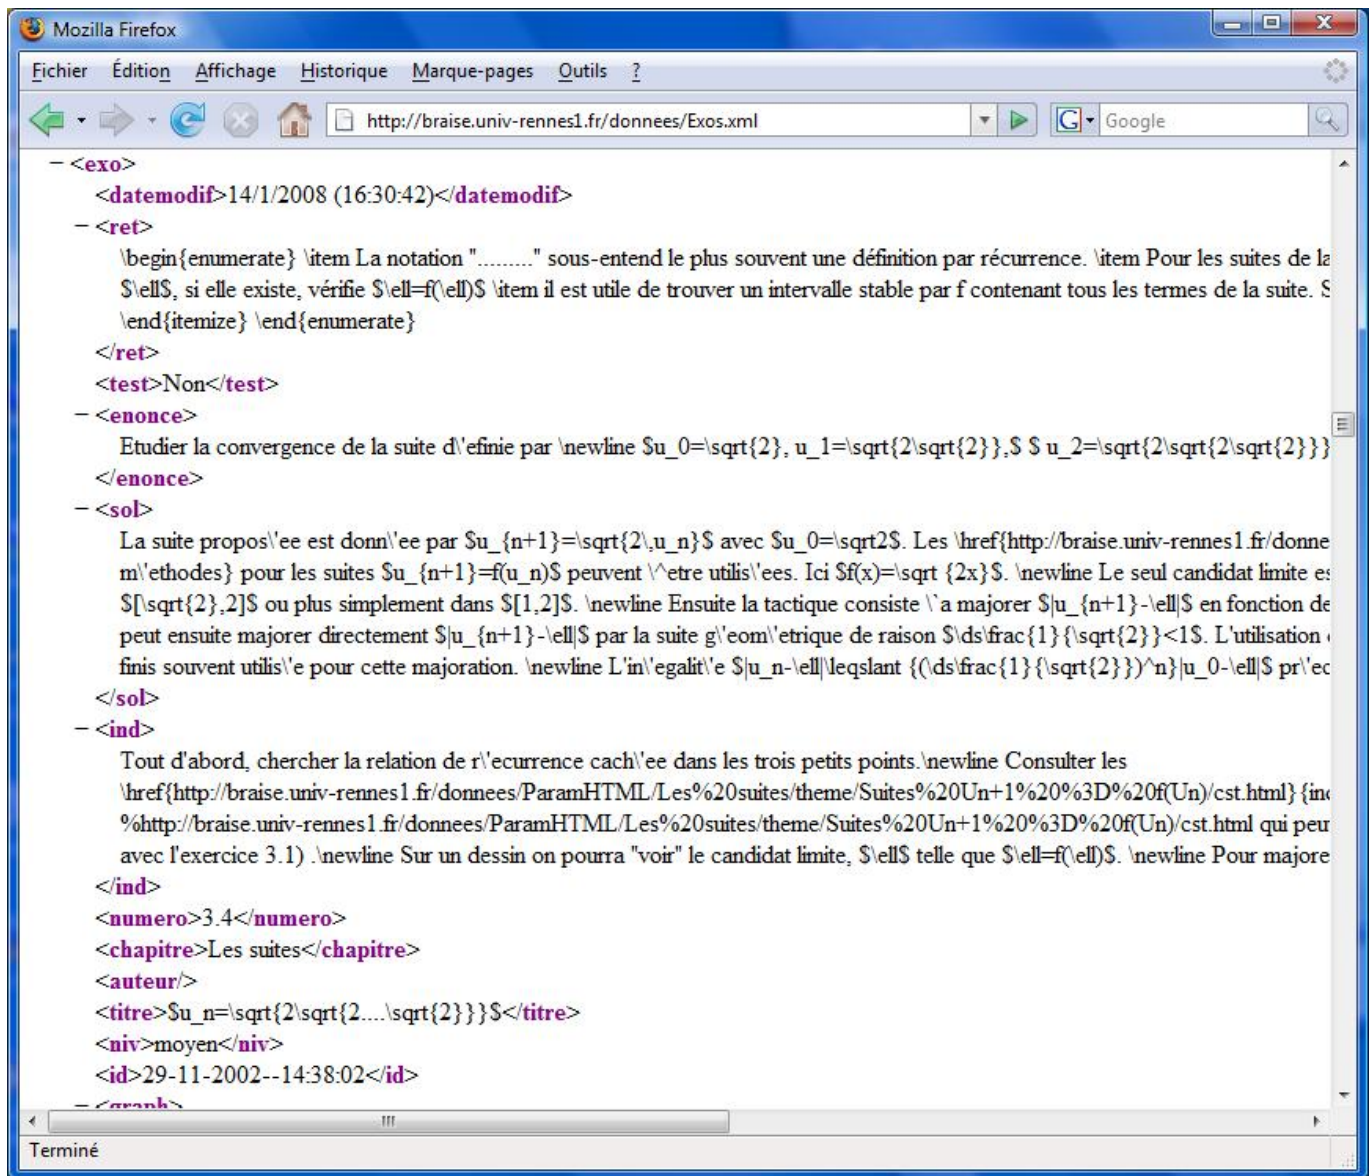 Mozilla Firefox
Fichier Édition Affichage Historique Marque-pages Outils ?
http://braise.univ-rennes1.fr/donnees/Exos.xml G Google
− <exo>
<datemodif>14/1/2008 (16:30:42)</datemodif>
− <ret>
\begin{enumerate} \item La notation "........." sous-entend le plus souvent une définition par récurrence. \item Pour les suites de la
$\ell$, si elle existe, vérifie $\ell=f(\ell)$ \item il est utile de trouver un intervalle stable par f contenant tous les termes de la suite. S
\end{itemize} \end{enumerate}
</ret>
<test>Non</test>
− <enonce>
Etudier la convergence de la suite d\'efinie par \newline $u_0=\sqrt{2}, u_1=\sqrt{2\sqrt{2}},$ $ u_2=\sqrt{2\sqrt{2\sqrt{2}}}
</enonce>
− <sol>
La suite propos\'ee est donn\'ee par $u_{n+1}=\sqrt{2\,u_n}$ avec $u_0=\sqrt2$. Les \href{http://braise.univ-rennes1.fr/donne
m\'ethodes} pour les suites $u_{n+1}=f(u_n)$ peuvent \^etre utilis\'ees. Ici $f(x)=\sqrt {2x}$. \newline Le seul candidat limite es
$[\sqrt{2},2]$ ou plus simplement dans $[1,2]$. \newline Ensuite la tactique consiste \`a majorer $|u_{n+1}-\ell|$ en fonction de
peut ensuite majorer directement $|u_{n+1}-\ell|$ par la suite g\'eom\'etrique de raison $\ds\frac{1}{\sqrt{2}}<1$. L'utilisation
finis souvent utilis\'e pour cette majoration. \newline L'in\'egalit\'e $|u_n-\ell|\leqslant {(\ds\frac{1}{\sqrt{2}})^n}|u_0-\ell|$ pr\'ec
</sol>
− <ind>
Tout d'abord, chercher la relation de r\'ecurrence cach\'ee dans les trois petits points.\newline Consulter les
\href{http://braise.univ-rennes1.fr/donnees/ParamHTML/Les%20suites/theme/Suites%20Un+1%20%3D%20f(Un)/cst.html}{ind
%http://braise.univ-rennes1.fr/donnees/ParamHTML/Les%20suites/theme/Suites%20Un+1%20%3D%20f(Un)/cst.html qui peu
avec l'exercice 3.1) .\newline Sur un dessin on pourra "voir" le candidat limite, $\ell$ telle que $\ell=f(\ell)$. \newline Pour majore
</ind>
<numero>3.4</numero>
<chapitre>Les suites</chapitre>
<auteur/>
<titre>$u_n=\sqrt{2\sqrt{2....\sqrt{2}}}$</titre>
<niv>moyen</niv>
<id>29-11-2002--14:38:02</id>
− <graph>
Terminé